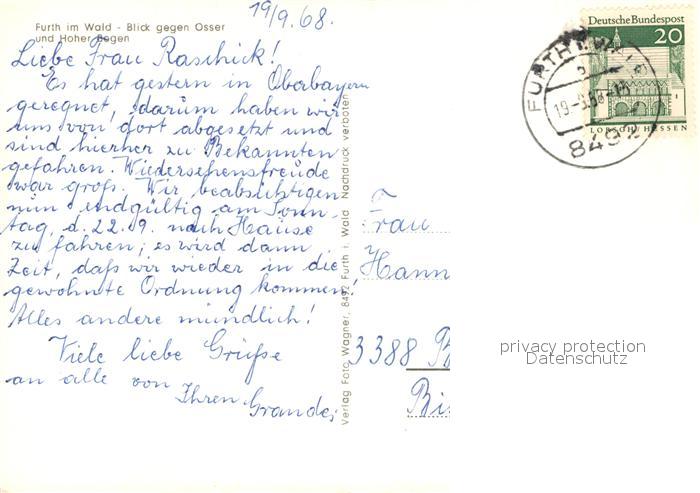 19/9.68.
Furth im Wald - Blick gegen Osser
und Hoher Bogen
Liebe Frau Raschick!
Es hat gestern in Oberbayern
geregnet, darum haben wir
uns von dort abgesetzt und
sind hierher zu Bekannten
gefahren. Wiedersehensfreude
war groß. Wir beabsichtigen
nun endgültig am Sonn-
tag, d. 22.9. nach Hause
zu fahren; es wird dann
Zeit, daß wir wieder in die
gewohnte Ordnung kommen!
Alles andere mündlich!
Viele liebe Grüße
an alle von
Ihren
Verlag Foto Wagner, 8492 Furth i. Wald Nachdruck verboten
Deutsche Bundespost
20
LORSCH/HESSEN
FURTH I. WALD
8492
Frau
Hann
3388 B
privacy protection
Datenschutz